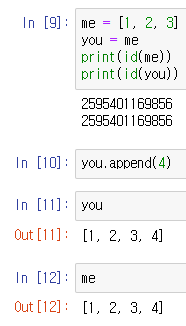 In [9]: me = [1, 2, 3]
you = me
print(id(me))
print(id(you))
2595401169856
2595401169856
In [10]: you.append(4)
In [11]: you
Out[11]: [1, 2, 3, 4]
In [12]: me
Out[12]: [1, 2, 3, 4]